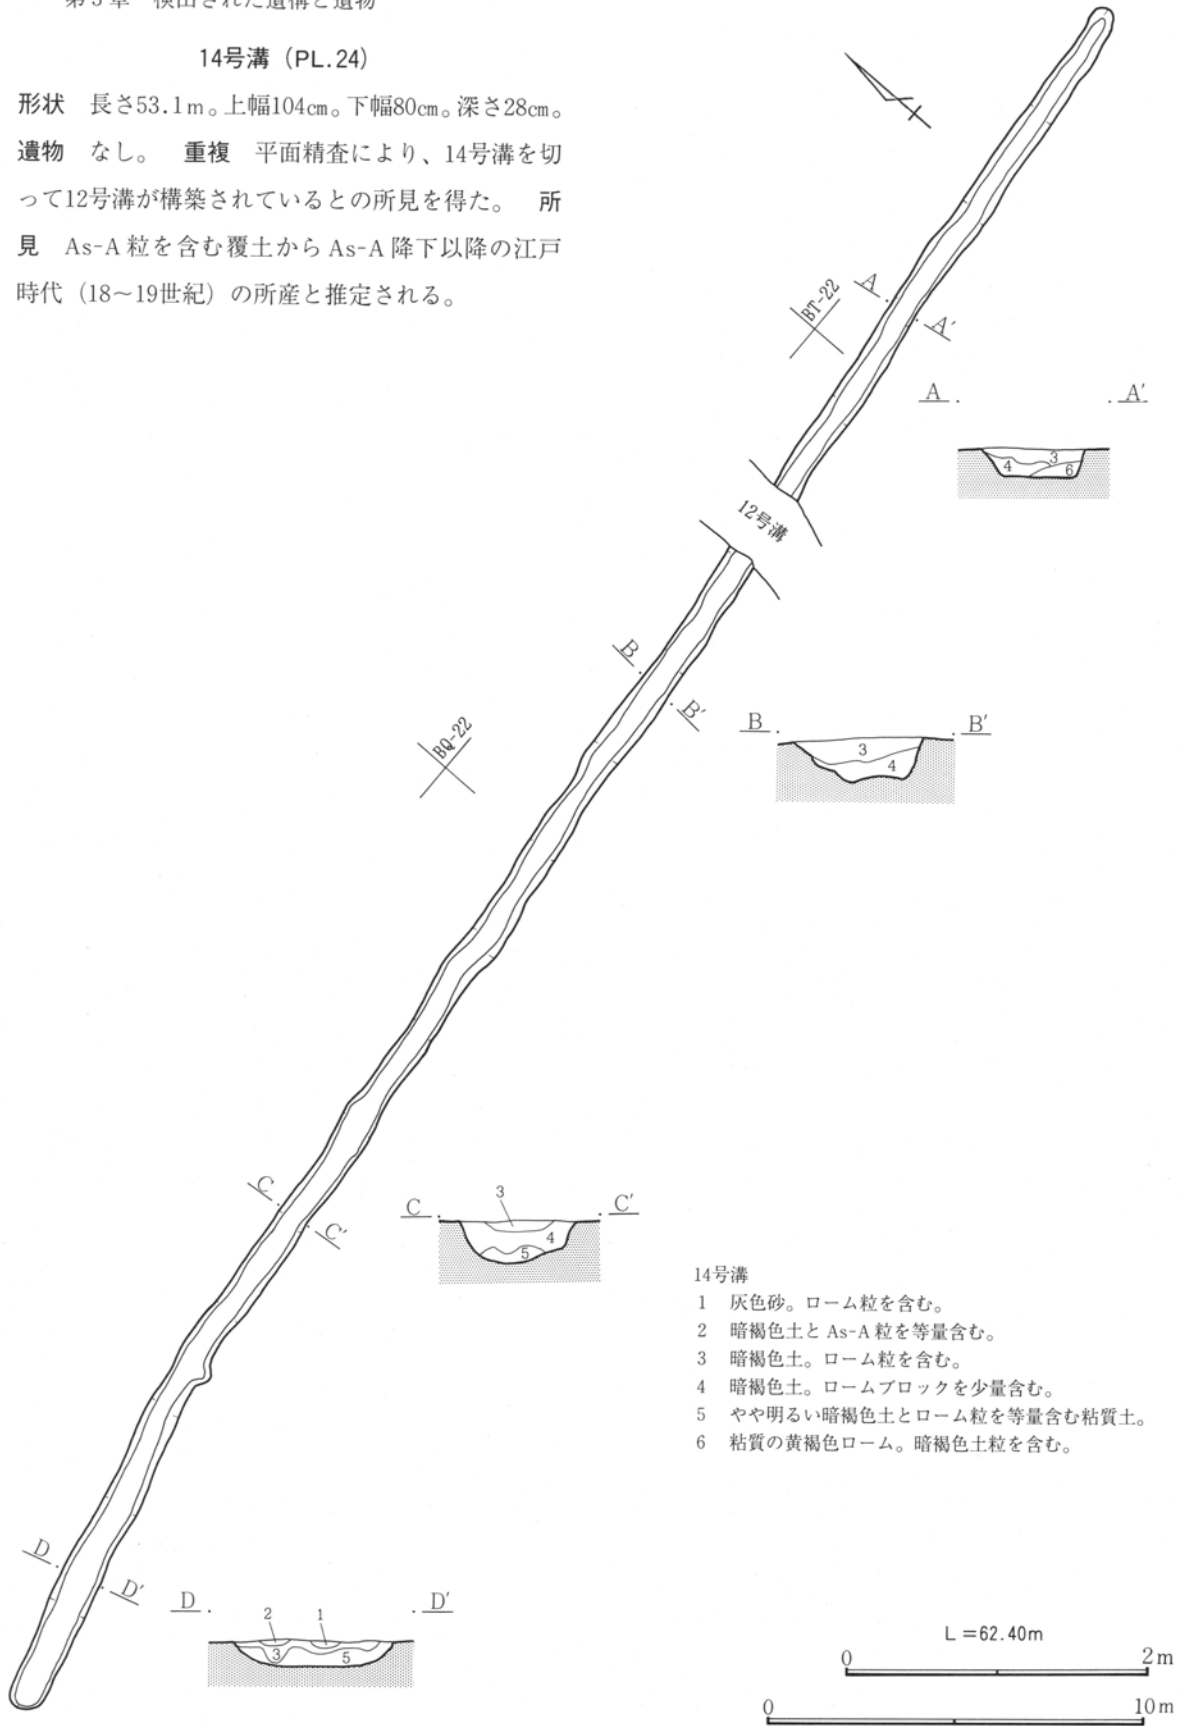 第3章 検出された遺構と遺物
14号溝（PL.24）
形状　長さ53.1ｍ。上幅104㎝。下幅80㎝。深さ28㎝。
遺物　なし。　重複　平面精査により、14号溝を切
って12号溝が構築されているとの所見を得た。　所
見　As-A 粒を含む覆土から As-A 降下以降の江戸
時代（18〜19世紀）の所産と推定される。
BT-22
A
A′
A
A′
3
4
6
12号溝
B
B′
BQ-22
B
B′
3
4
C
C′
C
C′
3
4
5
14号溝
1　灰色砂。ローム粒を含む。
2　暗褐色土と As-A 粒を等量含む。
3　暗褐色土。ローム粒を含む。
4　暗褐色土。ロームブロックを少量含む。
5　やや明るい暗褐色土とローム粒を等量含む粘質土。
6　粘質の黄褐色ローム。暗褐色土粒を含む。
D
D′
D
D′
2
1
3
5
L＝62.40m
0
2m
0
10m